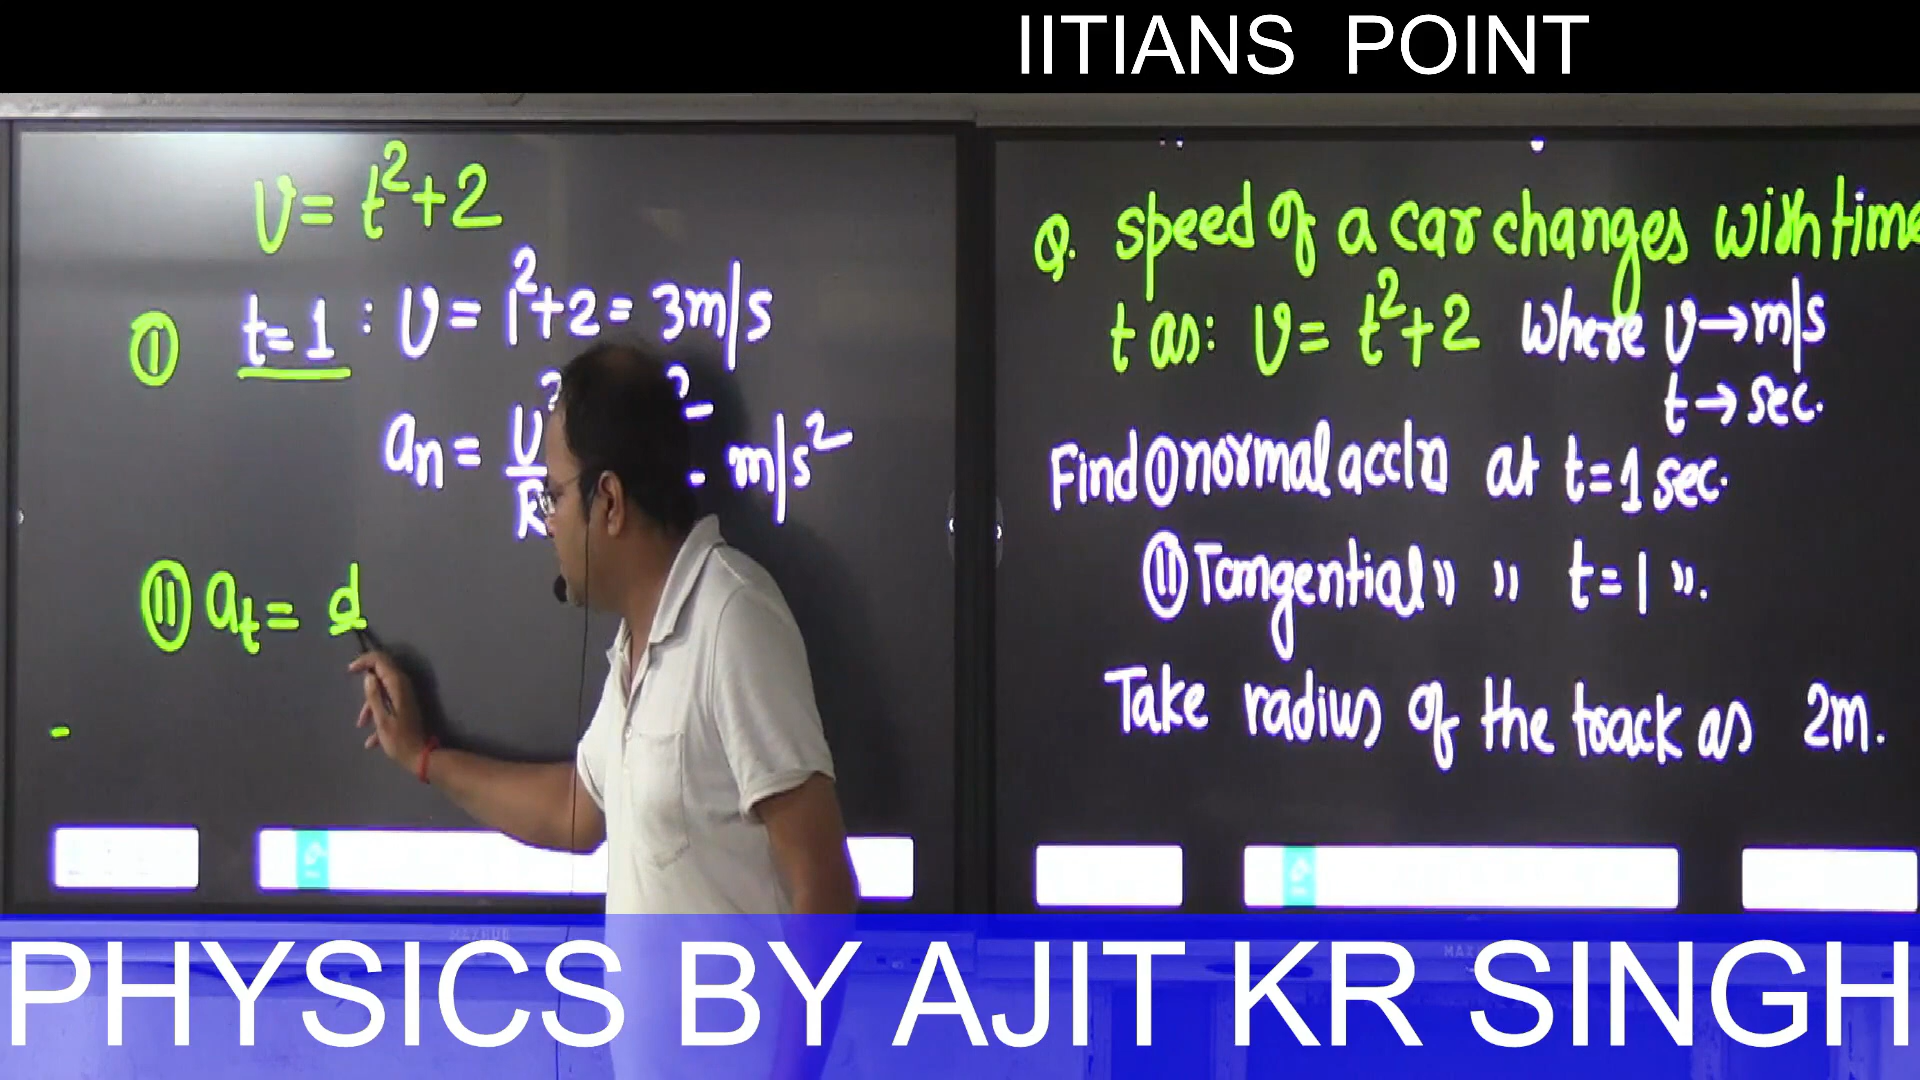 IITIANS POINT
v = t²+2
① t=1 : v = 1²+2 = 3m/s
an = v²/R = m/s²
② at = d
Q. speed of a car changes with time
t as: v = t²+2 where v→m/s
t→ sec.
Find ① normal accln at t=1 sec.
② Tangential " " t=1 ".
Take radius of the track as 2m.
PHYSICS BY AJIT KR SINGH